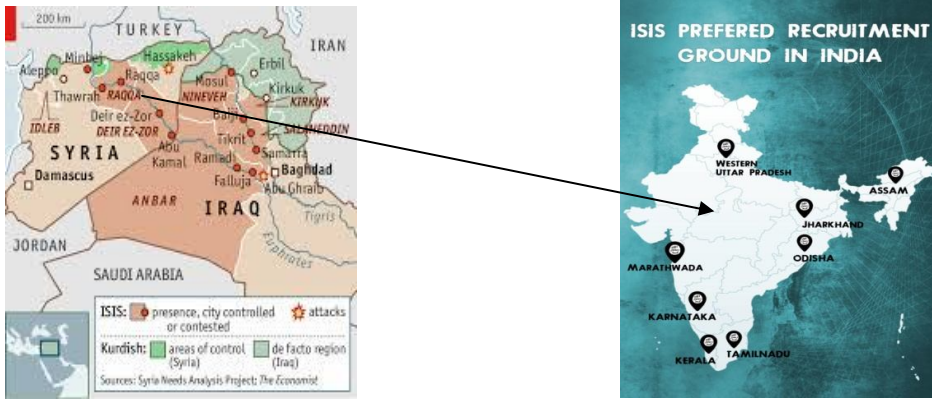 200 km
TURKEY
IRAN
Minbej
Hassakeh
Aleppo
Raqqa
Mosul
Erbil
Thawrah
RAQQA
NINEVEH
Kirkuk
KIRKUK
IDLEB
Deir ez-Zor
DEIR EZ-ZOR
Baiji
SALAHEDDIN
Tikrit
SYRIA
Abu
Kamal
Ramadi
Samarra
Damascus
Baghdad
Falluja
Abu Ghraib
ANBAR
IRAQ
Tigris
JORDAN
Euphrates
SAUDI ARABIA
ISIS: presence, city controlled
or contested
attacks
Kurdish: areas of control
(Syria)
de facto region
(Iraq)
Sources: Syria Needs Analysis Project; The Economist
ISIS PREFERED RECRUITMENT
GROUND IN INDIA
WESTERN
UTTAR PRADESH
ASSAM
JHARKHAND
ODISHA
MARATHWADA
KARNATAKA
KERALA
TAMILNADU